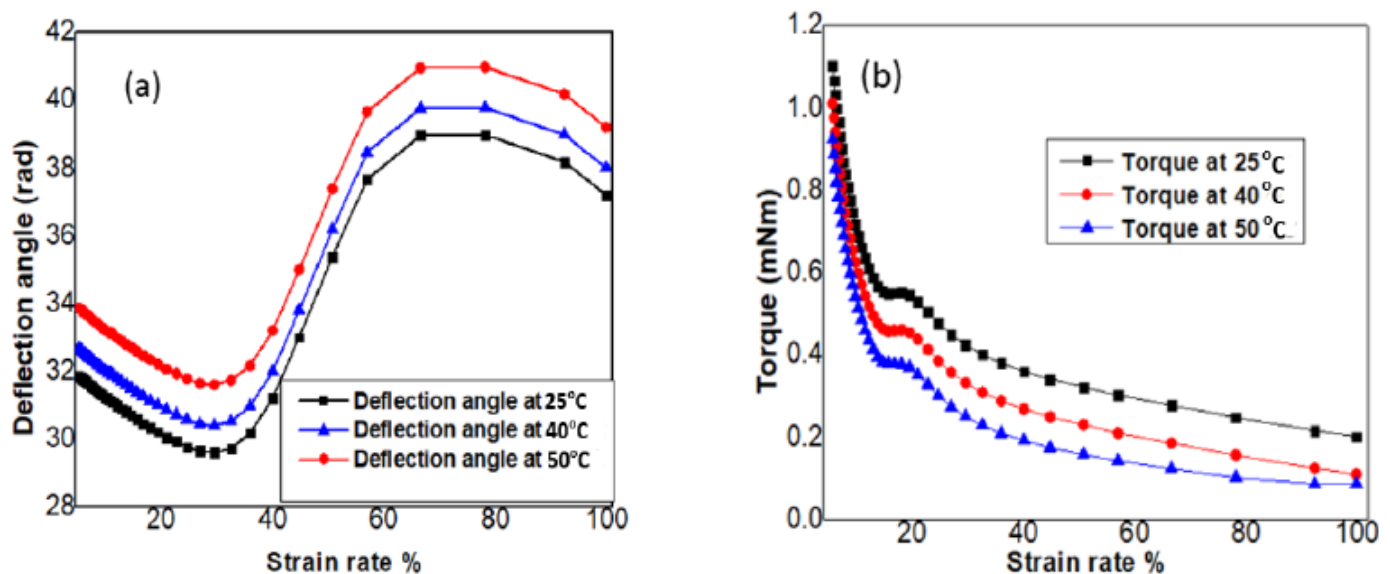 (a)
Deflection angle (rad)
42
40
38
36
34
32
30
28
20
40
60
80
100
Strain rate %
Deflection angle at 25°C
Deflection angle at 40°C
Deflection angle at 50°C
(b)
Torque (mNm)
1.2
1.0
0.8
0.6
0.4
0.2
0.0
20
40
60
80
100
Strain rate %
Torque at 25°C
Torque at 40°C
Torque at 50°C